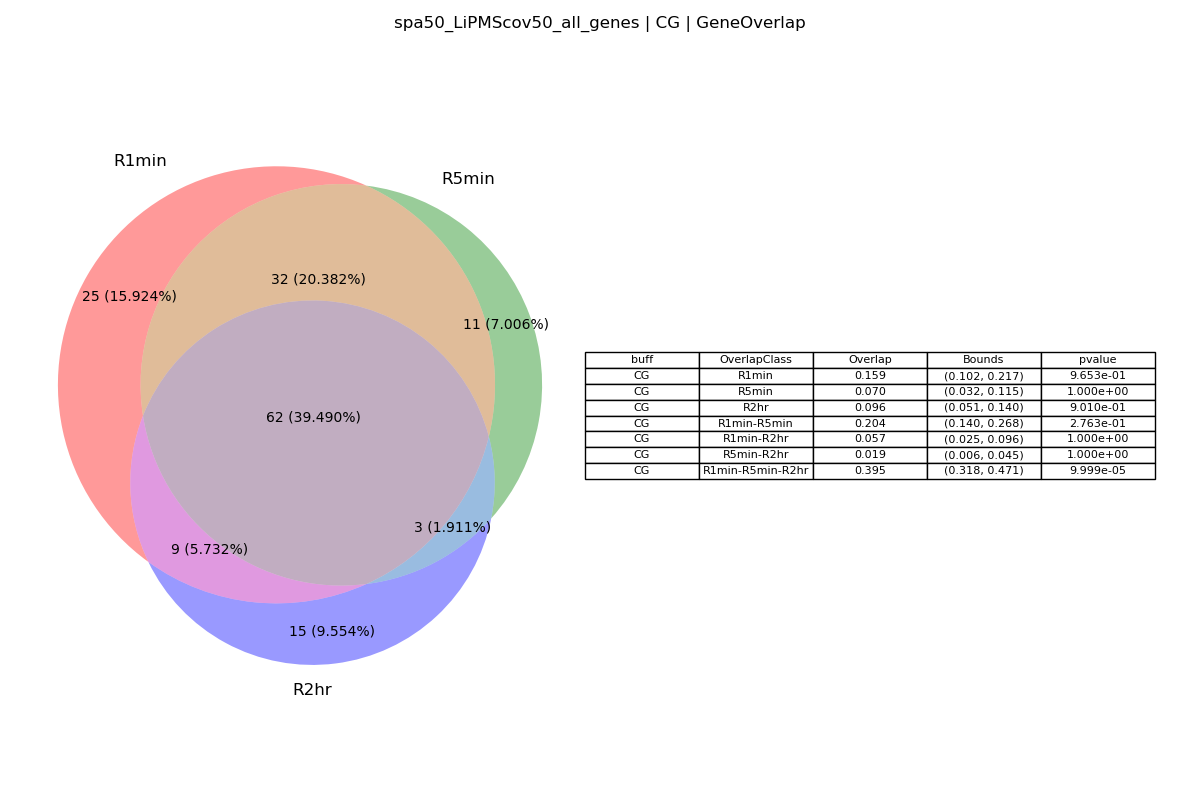 spa50_LiPMScov50_all_genes | CG | GeneOverlap
R1min
R5min
32 (20.382%)
25 (15.924%)
11 (7.006%)
62 (39.490%)
3 (1.911%)
9 (5.732%)
15 (9.554%)
R2hr
buff OverlapClass Overlap Bounds pvalue
CG R1min 0.159 (0.102, 0.217) 9.653e-01
CG R5min 0.070 (0.032, 0.115) 1.000e+00
CG R2hr 0.096 (0.051, 0.140) 9.010e-01
CG R1min-R5min 0.204 (0.140, 0.268) 2.763e-01
CG R1min-R2hr 0.057 (0.025, 0.096) 1.000e+00
CG R5min-R2hr 0.019 (0.006, 0.045) 1.000e+00
CG R1min-R5min-R2hr 0.395 (0.318, 0.471) 9.999e-05